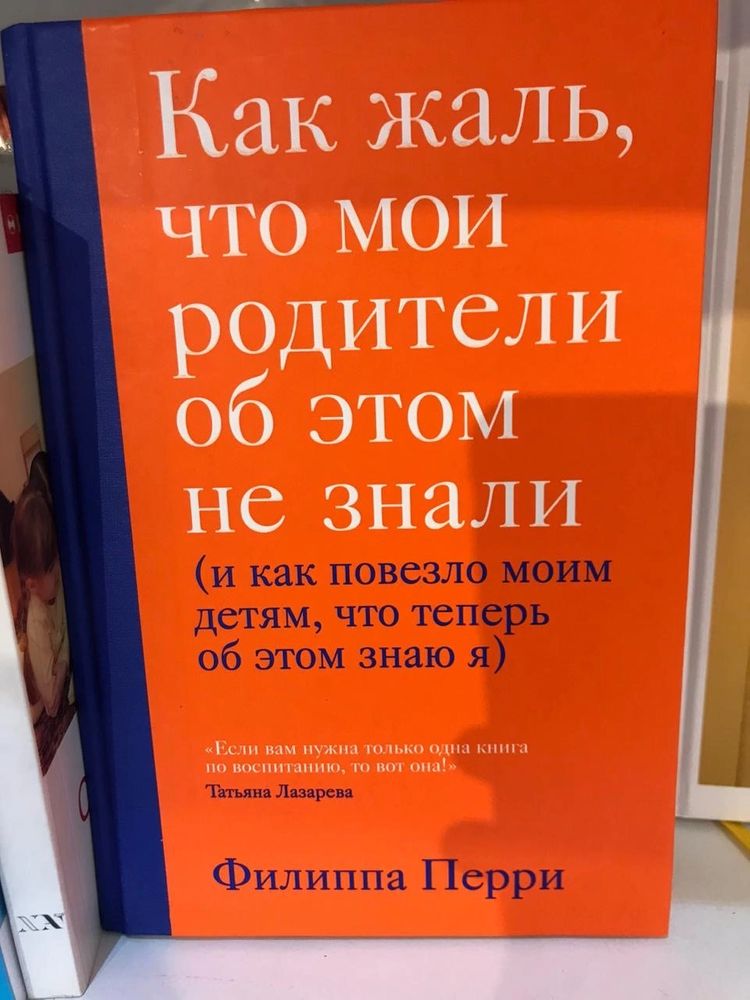 Как жаль,
что мои
родители
об этом
не знали
(и как повезло моим
детям, что теперь
об этом знаю я)
«Если вам нужна только одна книга
по воспитанию, то вот она!»
Татьяна Лазарева
Филиппа Перри